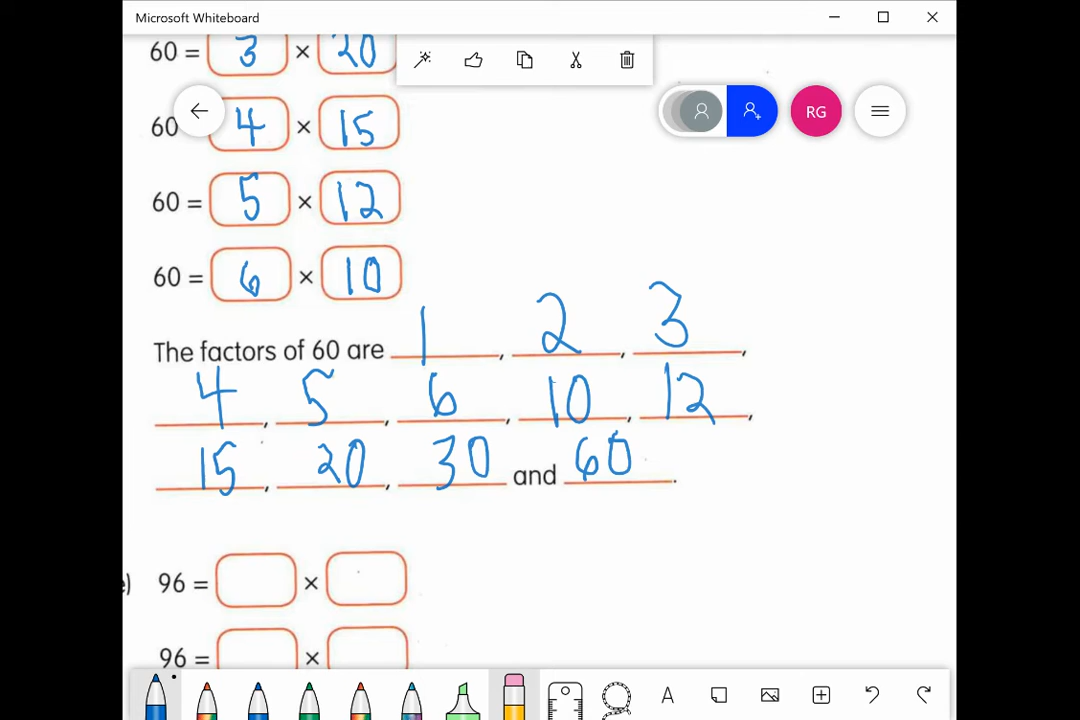 Microsoft Whiteboard
60 = 3 × 20
60 4 × 15
RG
60 = 5 × 12
60 = 6 × 10
The factors of 60 are 1, 2, 3,
4, 5, 6, 10, 12,
15, 20, 30 and 60.
e) 96 = ×
96 = ×
A